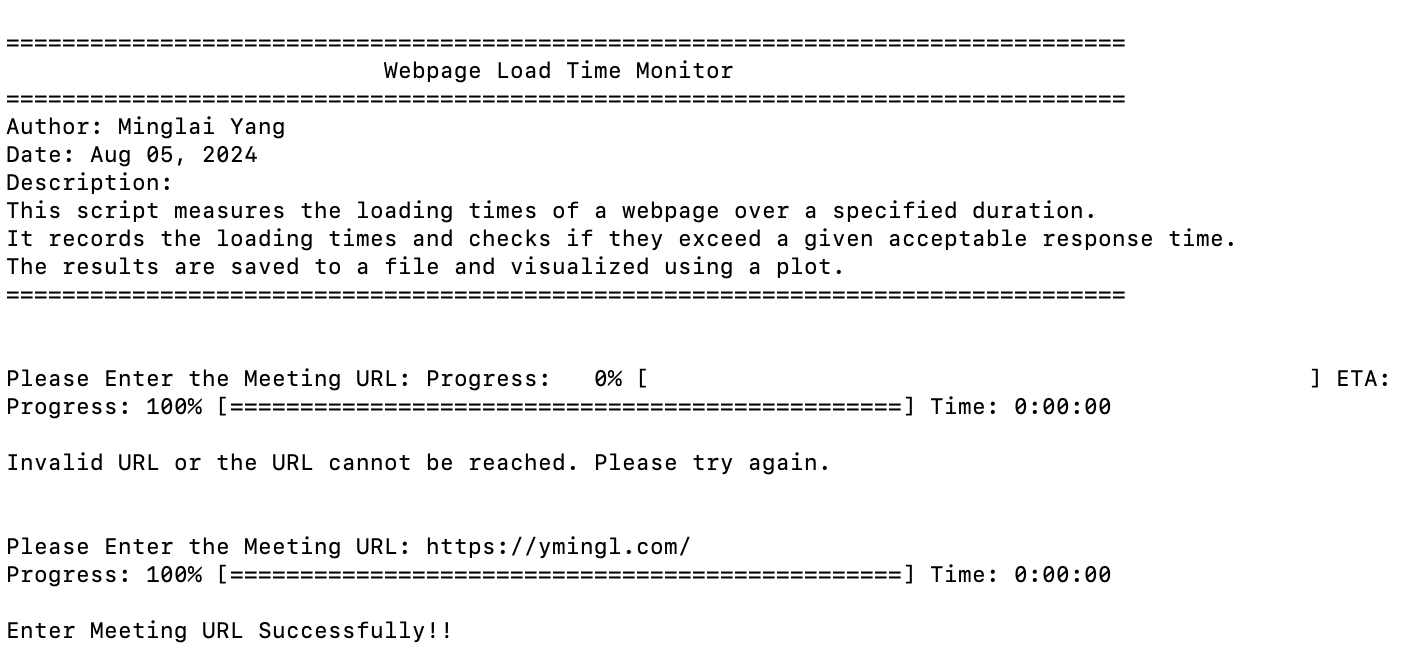 ================================================================================
Webpage Load Time Monitor
================================================================================
Author: Minglai Yang
Date: Aug 05, 2024
Description:
This script measures the loading times of a webpage over a specified duration.
It records the loading times and checks if they exceed a given acceptable response time.
The results are saved to a file and visualized using a plot.
================================================================================
Please Enter the Meeting URL: Progress:   0% [                                               ] ETA:
Progress: 100% [================================================] Time: 0:00:00
Invalid URL or the URL cannot be reached. Please try again.
Please Enter the Meeting URL: https://ymingl.com/
Progress: 100% [================================================] Time: 0:00:00
Enter Meeting URL Successfully!!